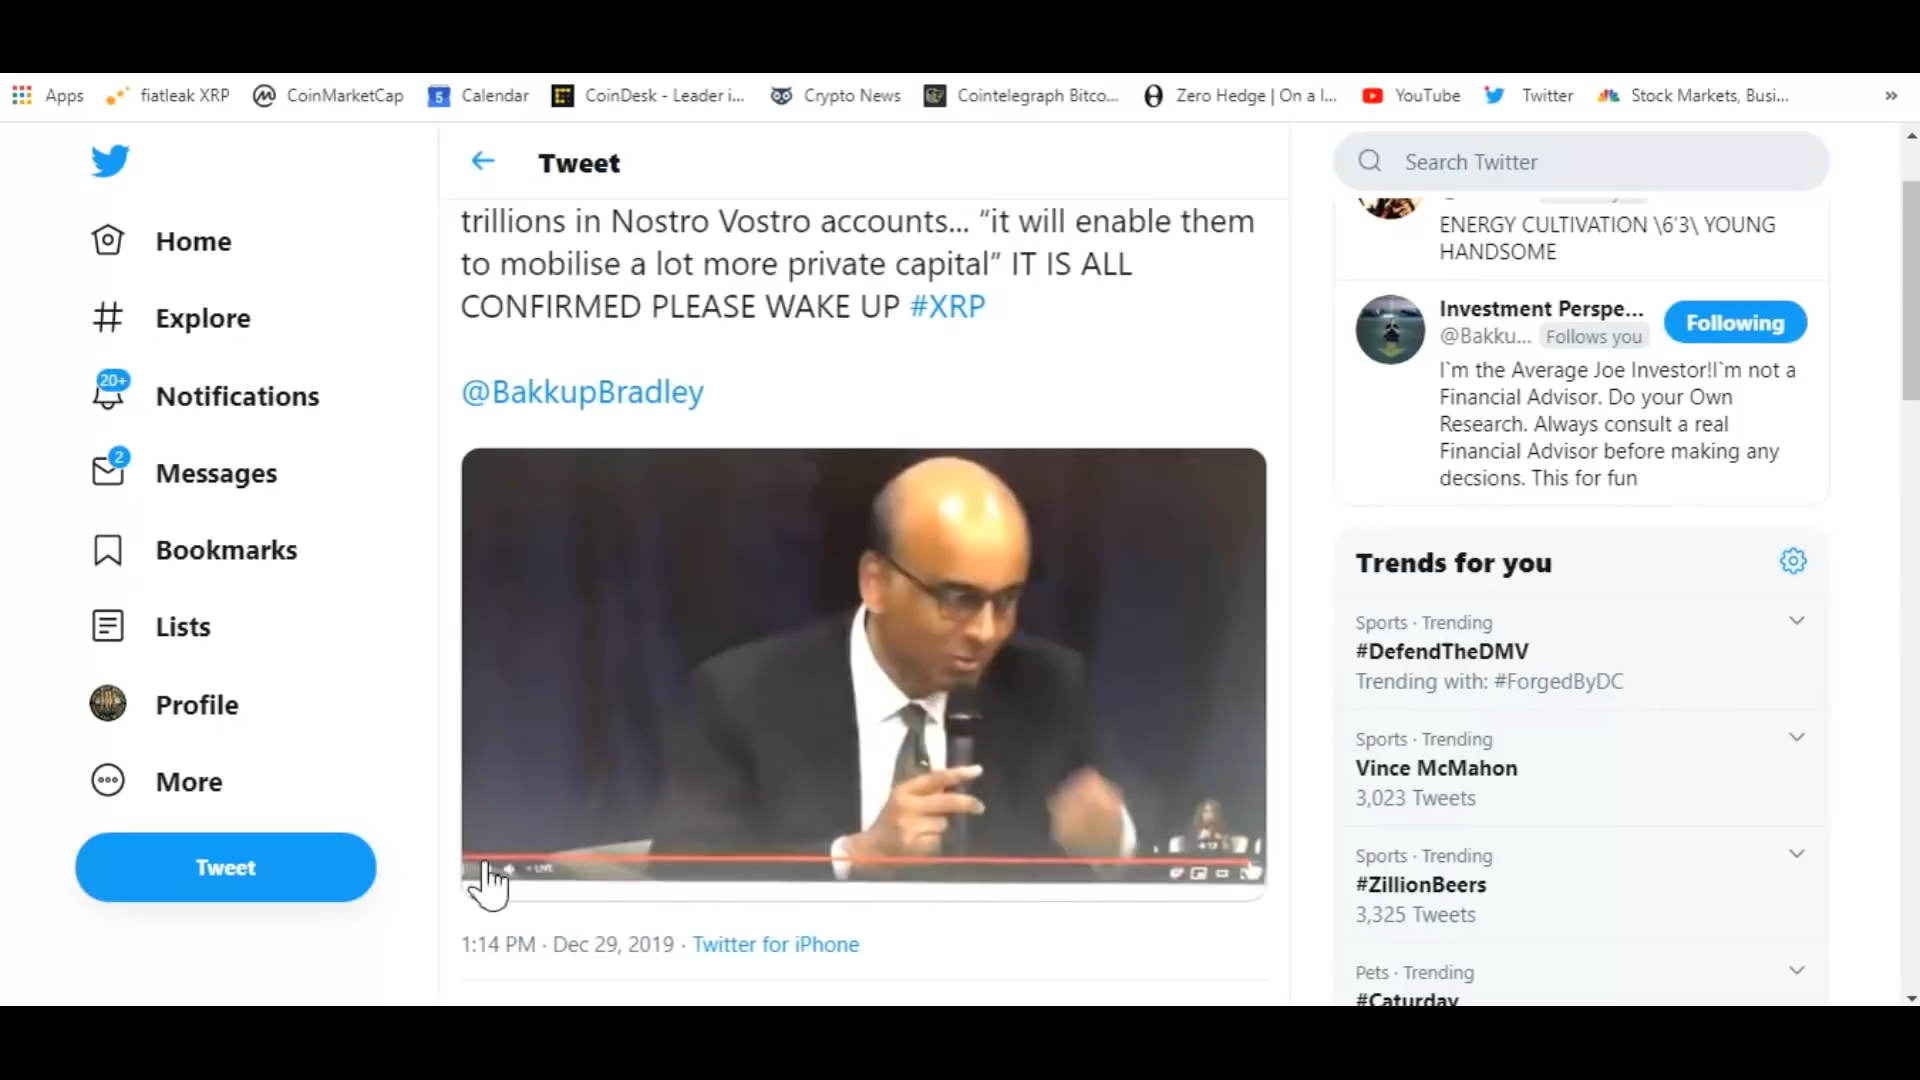 Apps fiatleak XRP CoinMarketCap 5 Calendar CoinDesk - Leader i... Crypto News Cointelegraph Bitco... Zero Hedge | On a l... YouTube Twitter Stock Markets, Busi... »
Home
Explore
20+
Notifications
2
Messages
Bookmarks
Lists
Profile
More
Tweet
Tweet
trillions in Nostro Vostro accounts... “it will enable them
to mobilise a lot more private capital” IT IS ALL
CONFIRMED PLEASE WAKE UP #XRP
@BakkupBradley
LIVE
1:14 PM · Dec 29, 2019 · Twitter for iPhone
Search Twitter
ENERGY CULTIVATION \6'3\ YOUNG
HANDSOME
Investment Perspe...
Following
@Bakku... Follows you
I`m the Average Joe Investor!I`m not a
Financial Advisor. Do your Own
Research. Always consult a real
Financial Advisor before making any
decsions. This for fun
Trends for you
Sports · Trending
#DefendTheDMV
Trending with: #ForgedByDC
Sports · Trending
Vince McMahon
3,023 Tweets
Sports · Trending
#ZillionBeers
3,325 Tweets
Pets · Trending
#Caturday